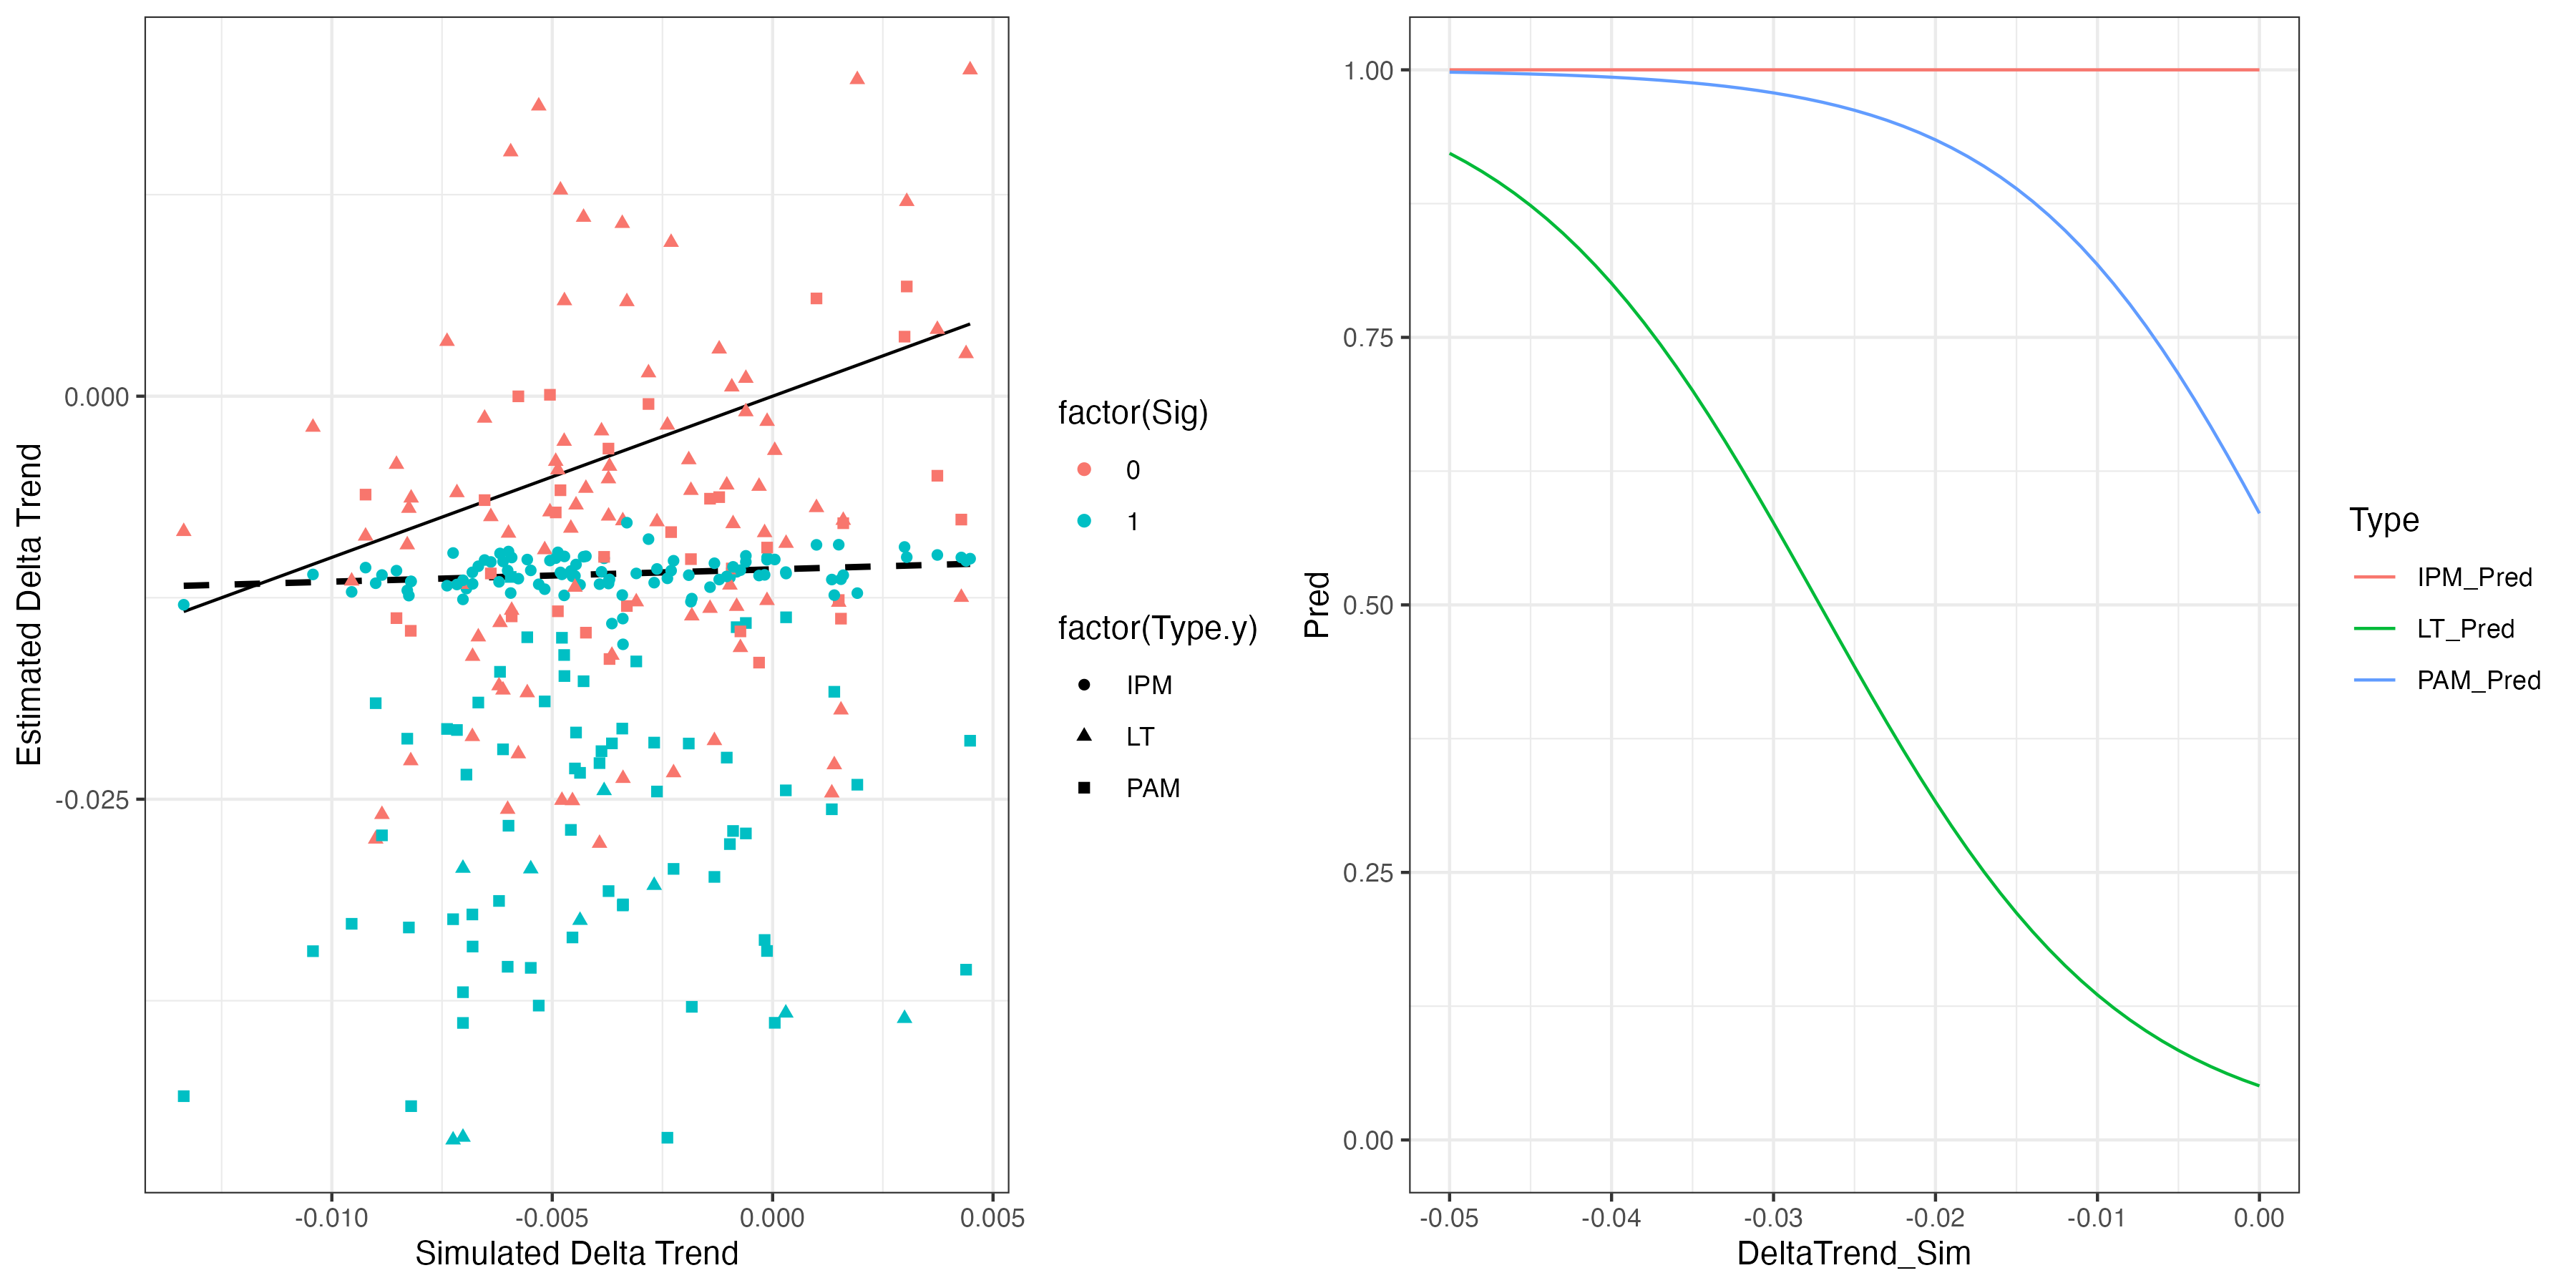 Estimated Delta Trend
0.000
-0.025
-0.010
-0.005
0.000
0.005
Simulated Delta Trend
factor(Sig)
0
1
factor(Type.y)
IPM
LT
PAM
Pred
1.00
0.75
0.50
0.25
0.00
-0.05
-0.04
-0.03
-0.02
-0.01
0.00
DeltaTrend_Sim
Type
IPM_Pred
LT_Pred
PAM_Pred